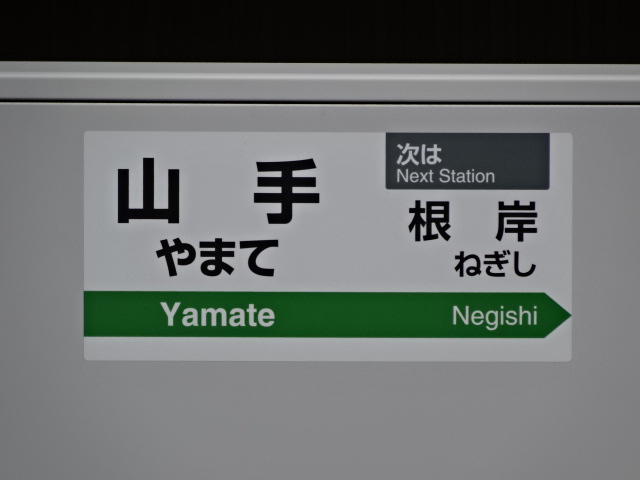 山手
やまて
Yamate
次は
Next Station
根岸
ねぎし
Negishi